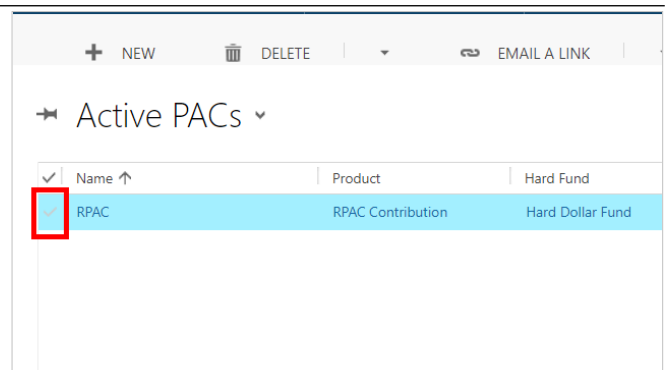 NEW DELETE EMAIL A LINK
Active PACs
Name Product Hard Fund
RPAC RPAC Contribution Hard Dollar Fund